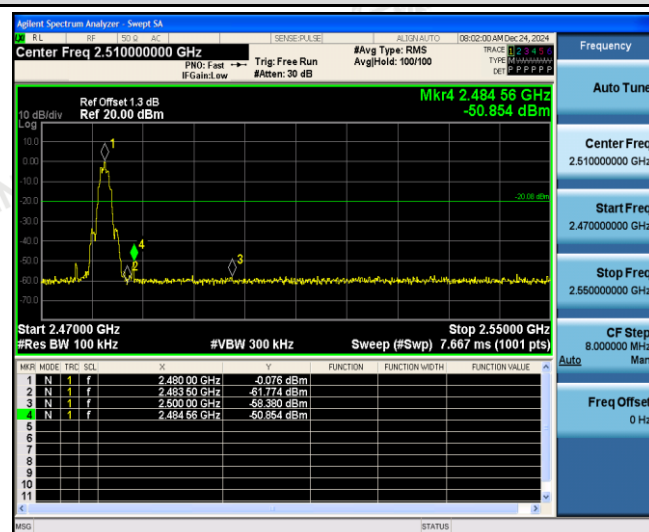 Agilent Spectrum Analyzer - Swept SA
RL RF 50 Ω AC SENSE:PULSE ALIGN AUTO 08:02:00 AM Dec 24, 2024
Center Freq 2.510000000 GHz
PNO: Fast
IFGain:Low
Trig: Free Run
#Atten: 30 dB
#Avg Type: RMS
Avg|Hold: 100/100
TRACE 1 2 3 4 5 6
TYPE M
DET P P P P P P
Frequency
Auto Tune
Center Freq
2.510000000 GHz
Start Freq
2.470000000 GHz
Stop Freq
2.550000000 GHz
CF Step
8.000000 MHz
Auto Man
Freq Offset
0 Hz
Mkr4 2.484 56 GHz
-50.854 dBm
Ref Offset 1.3 dB
10 dB/div Ref 20.00 dBm
Log
10.0
0.00
-10.0
-20.0
-30.0
-40.0
-50.0
-60.0
-70.0
-20.08 dBm
1
2
3
4
Start 2.47000 GHz Stop 2.55000 GHz
#Res BW 100 kHz #VBW 300 kHz Sweep (#Swp) 7.667 ms (1001 pts)
MKR MODE TRC SCL X Y FUNCTION FUNCTION WIDTH FUNCTION VALUE
1 N 1 f 2.480 00 GHz -0.076 dBm
2 N 1 f 2.483 50 GHz -61.774 dBm
3 N 1 f 2.500 00 GHz -58.380 dBm
4 N 1 f 2.484 56 GHz -50.854 dBm
5
6
7
8
9
10
11
MSG STATUS